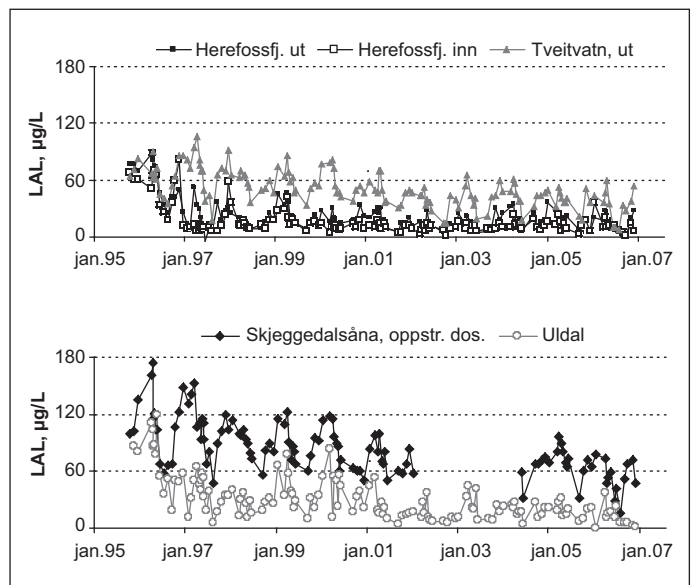 Herefossfj. ut Herefossfj. inn Tveitvatn, ut
180
120
60
0
LAL, µg/L
jan.95 jan.97 jan.99 jan.01 jan.03 jan.05 jan.07
Skjeggedalsåna, oppstr. dos. Uldal
180
120
60
0
LAL, µg/L
jan.95 jan.97 jan.99 jan.01 jan.03 jan.05 jan.07